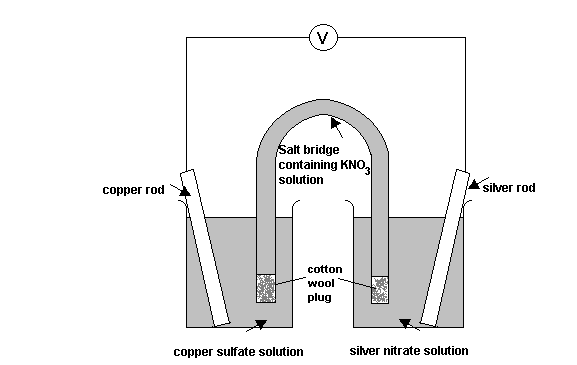 V
Salt bridge
containing KNO3
solution
copper rod
silver rod
cotton
wool
plug
copper sulfate solution
silver nitrate solution